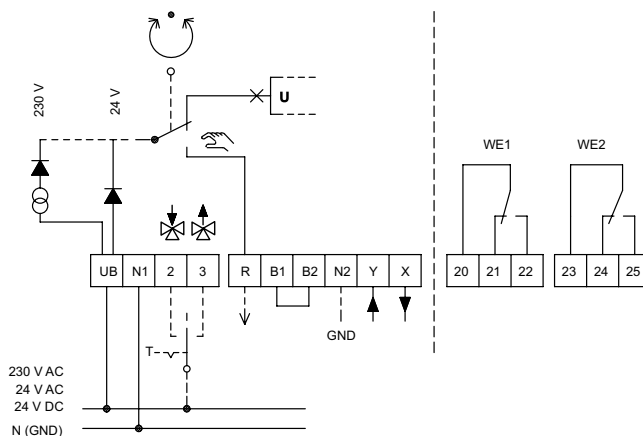 230 V
24 V
U
WE1
WE2
UB N1 2 3 R B1 B2 N2 Y X
20 21 22
23 24 25
GND
T
230 V AC
24 V AC
24 V DC
N (GND)